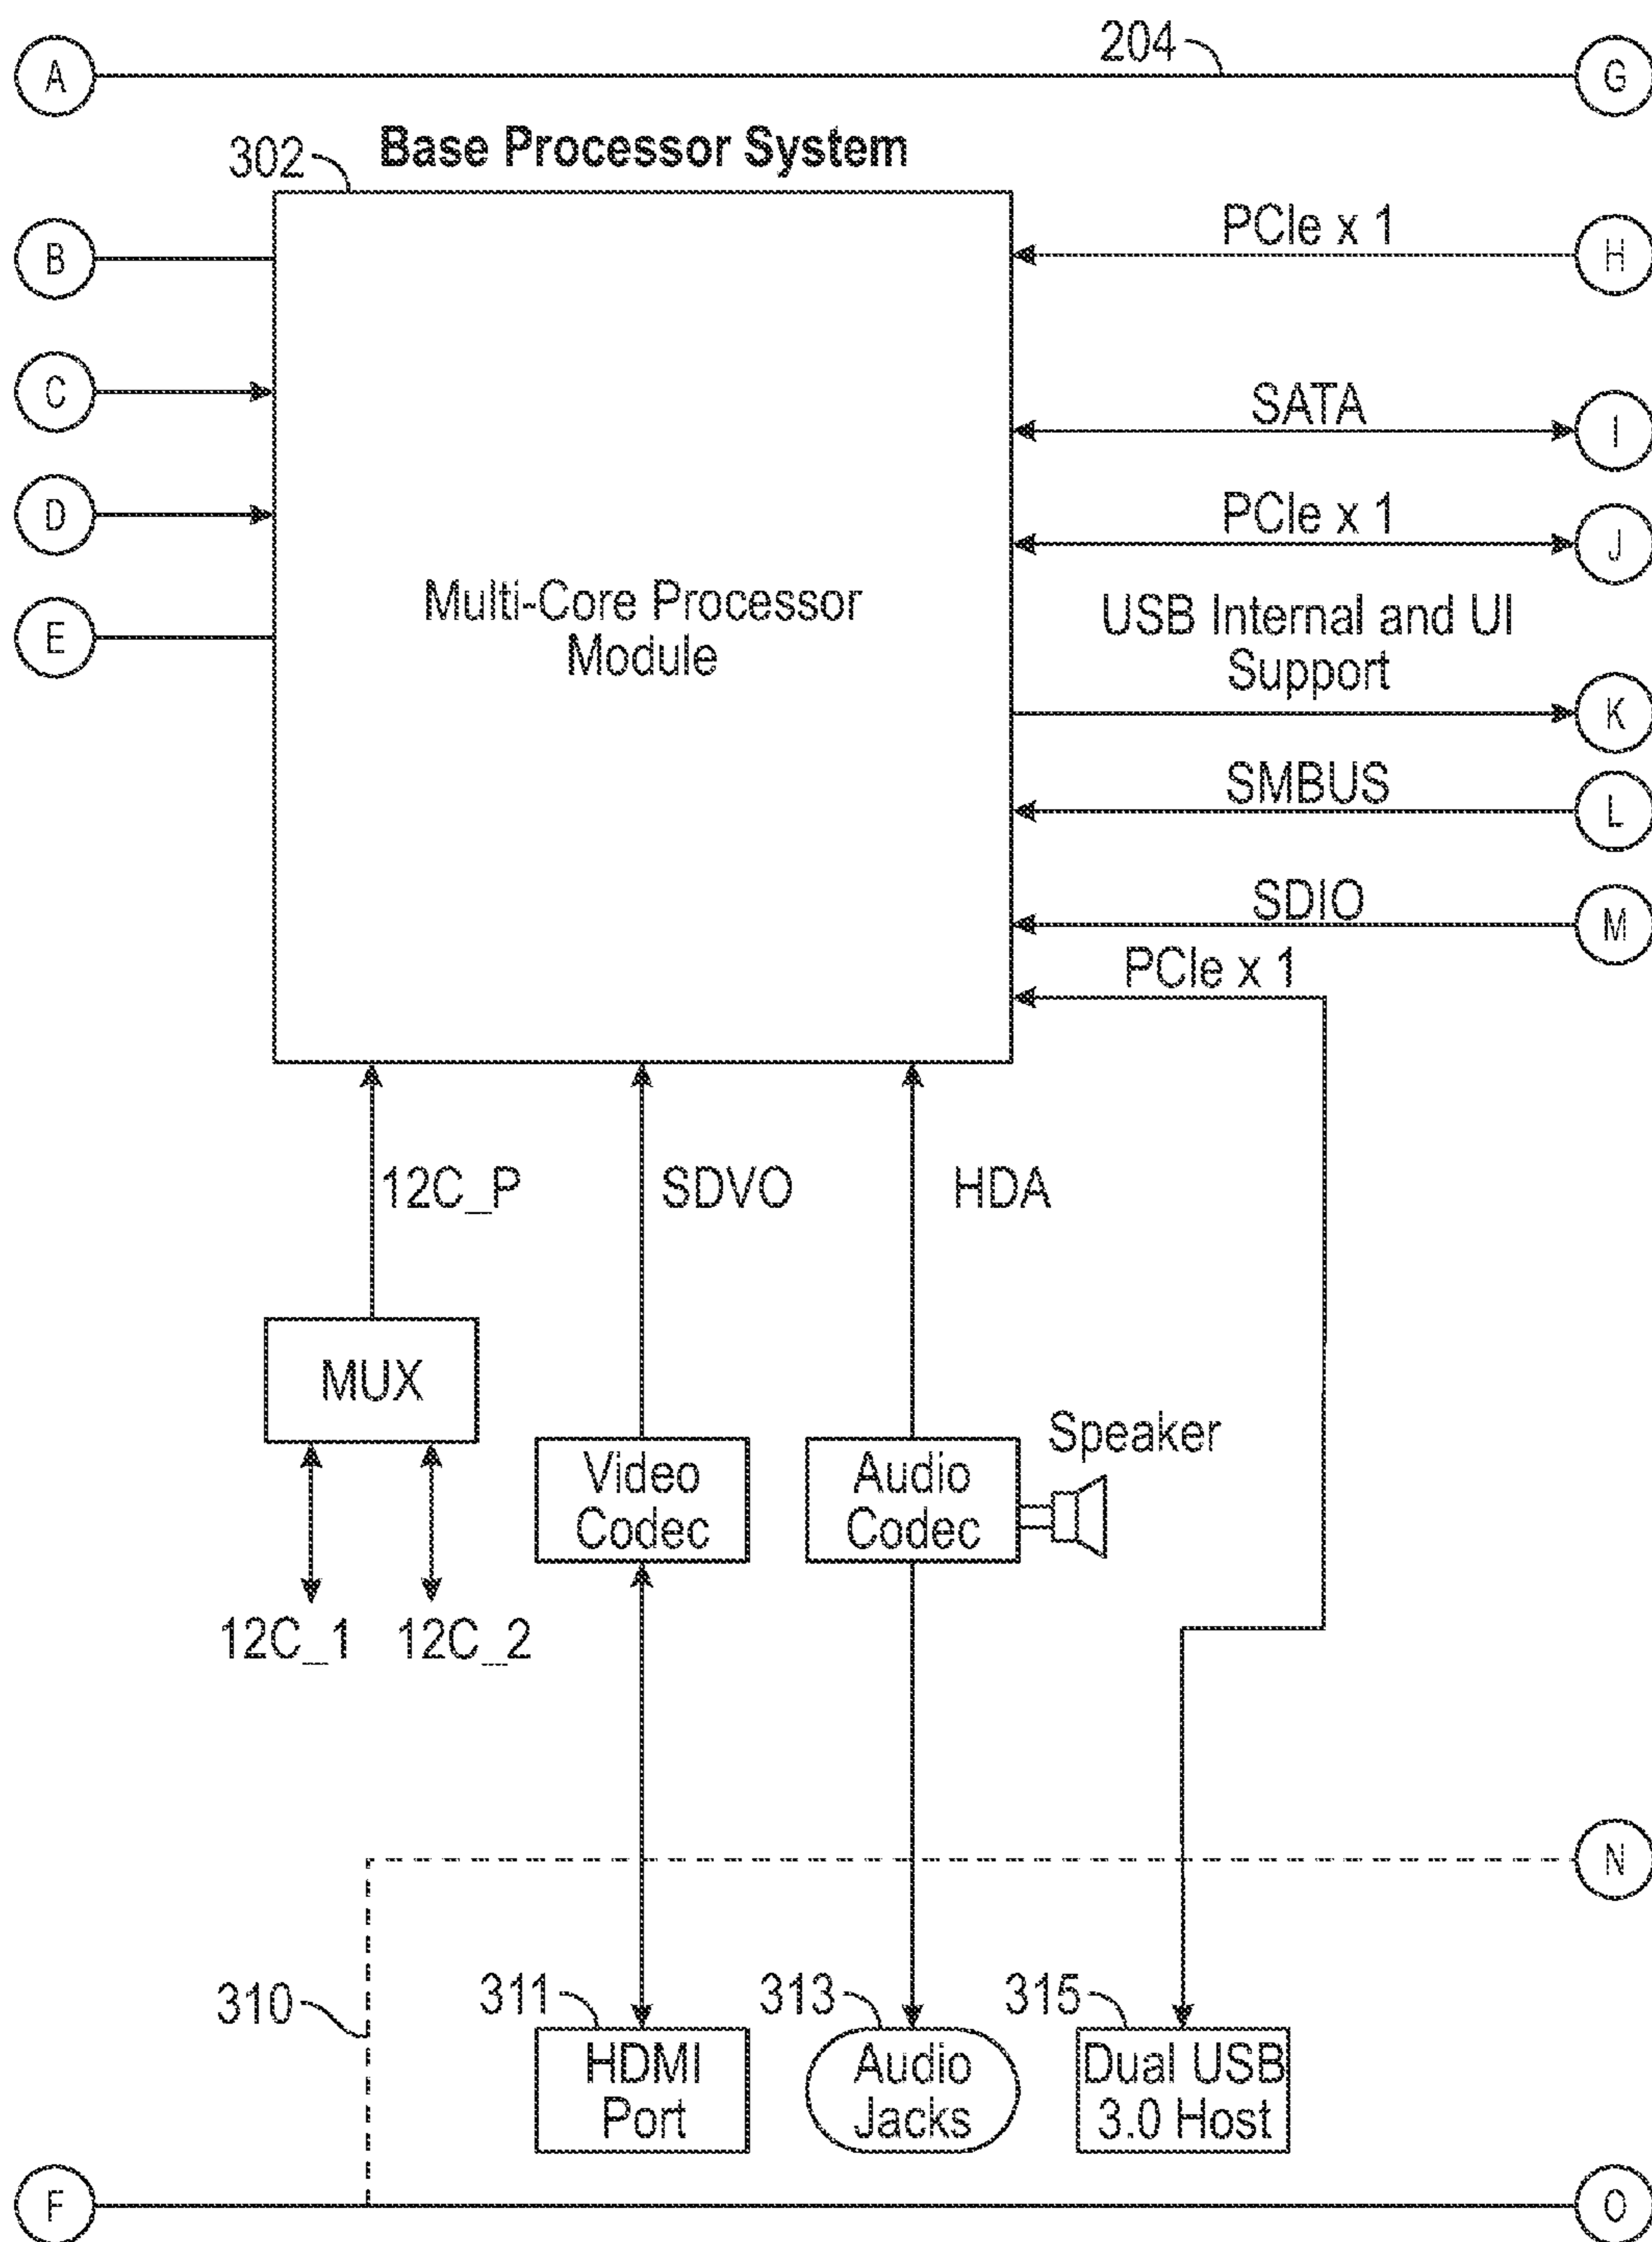 204
A
G
Base Processor System
302
PCIe x 1
B
H
SATA
C
I
PCIe x 1
D
J
Multi-Core Processor
Module
USB Internal and UI
Support
E
K
SMBUS
L
SDIO
M
PCIe x 1
12C_P
SDVO
HDA
MUX
Speaker
Video
Codec
Audio
Codec
12C_1
12C_2
N
310
311
313
315
HDMI
Port
Audio
Jacks
Dual USB
3.0 Host
F
O